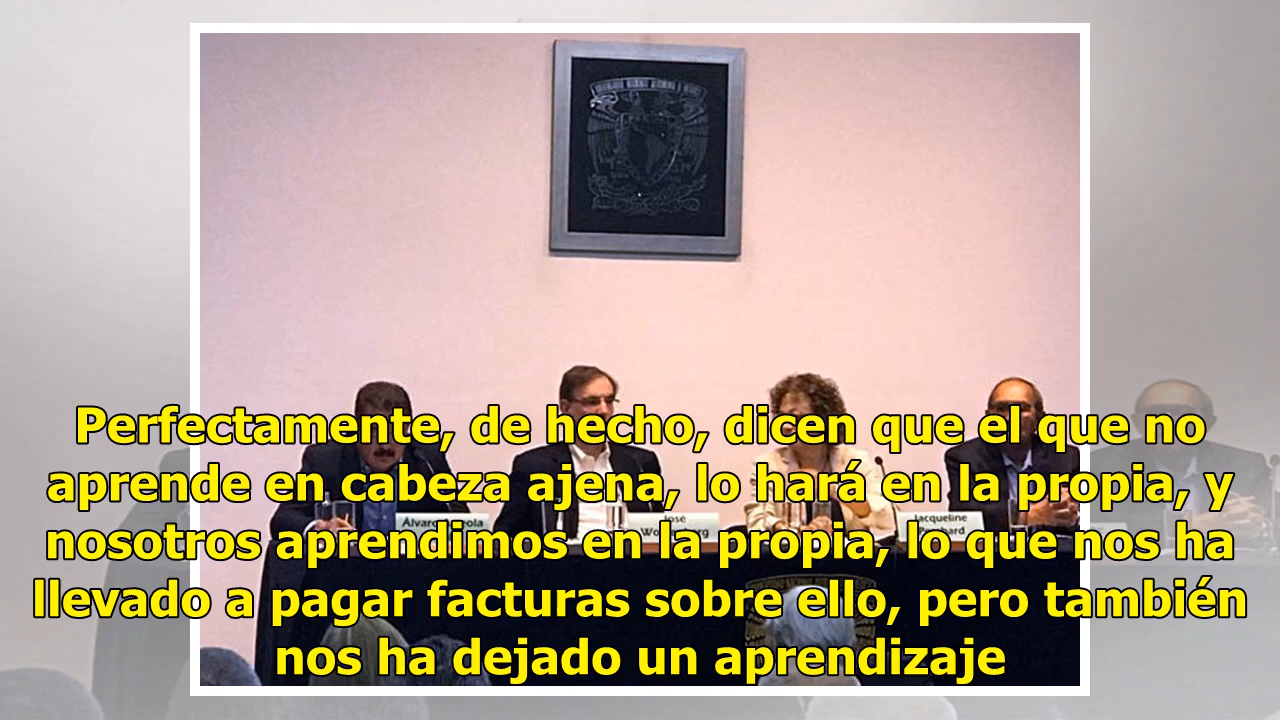 Perfectamente, de hecho, dicen que el que no
aprende en cabeza ajena, lo hará en la propia, y
nosotros aprendimos en la propia, lo que nos ha
llevado a pagar facturas sobre ello, pero también
nos ha dejado un aprendizaje
José
Jacqueline